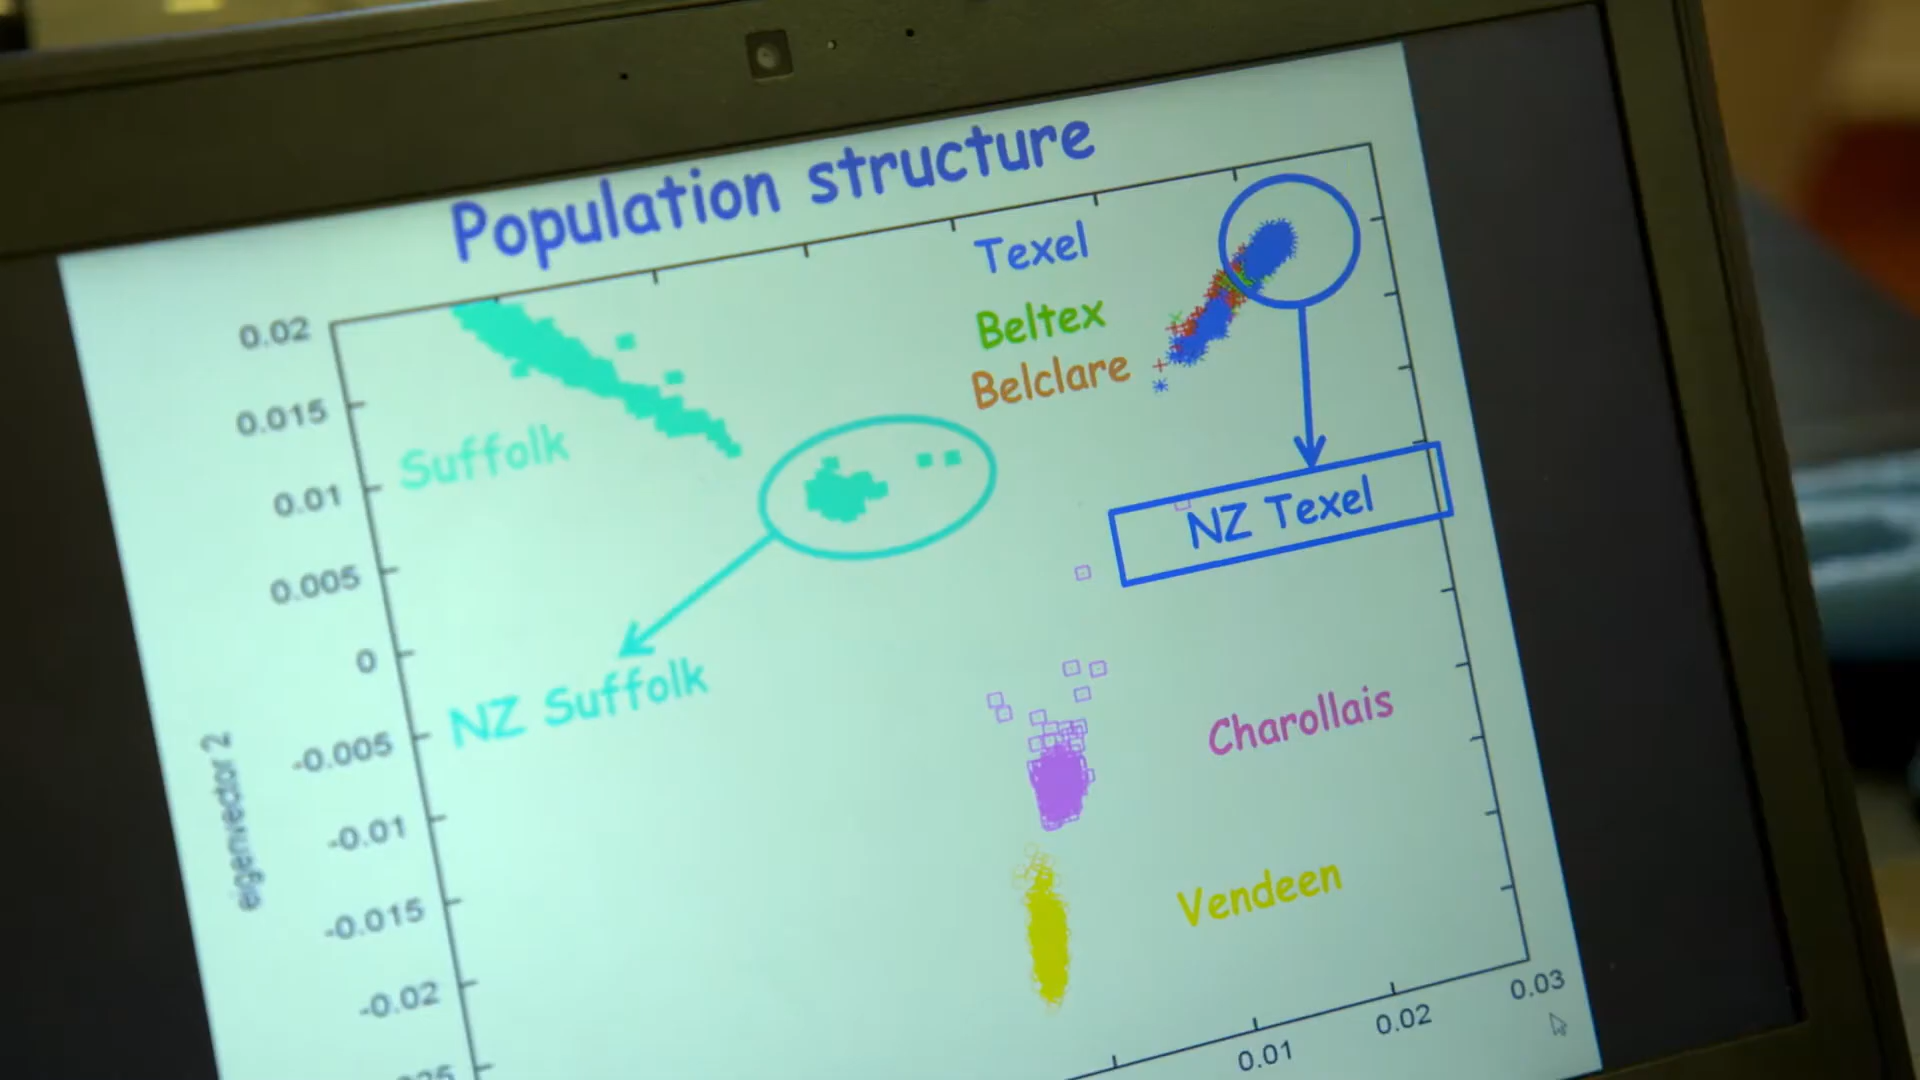 Population structure
Texel
Beltex
Belclare
Suffolk
NZ Texel
NZ Suffolk
Charollais
Vendeen
eigenvector 2
0.02
0.015
0.01
0.005
0
-0.005
-0.01
-0.015
-0.02
0.01
0.02
0.03